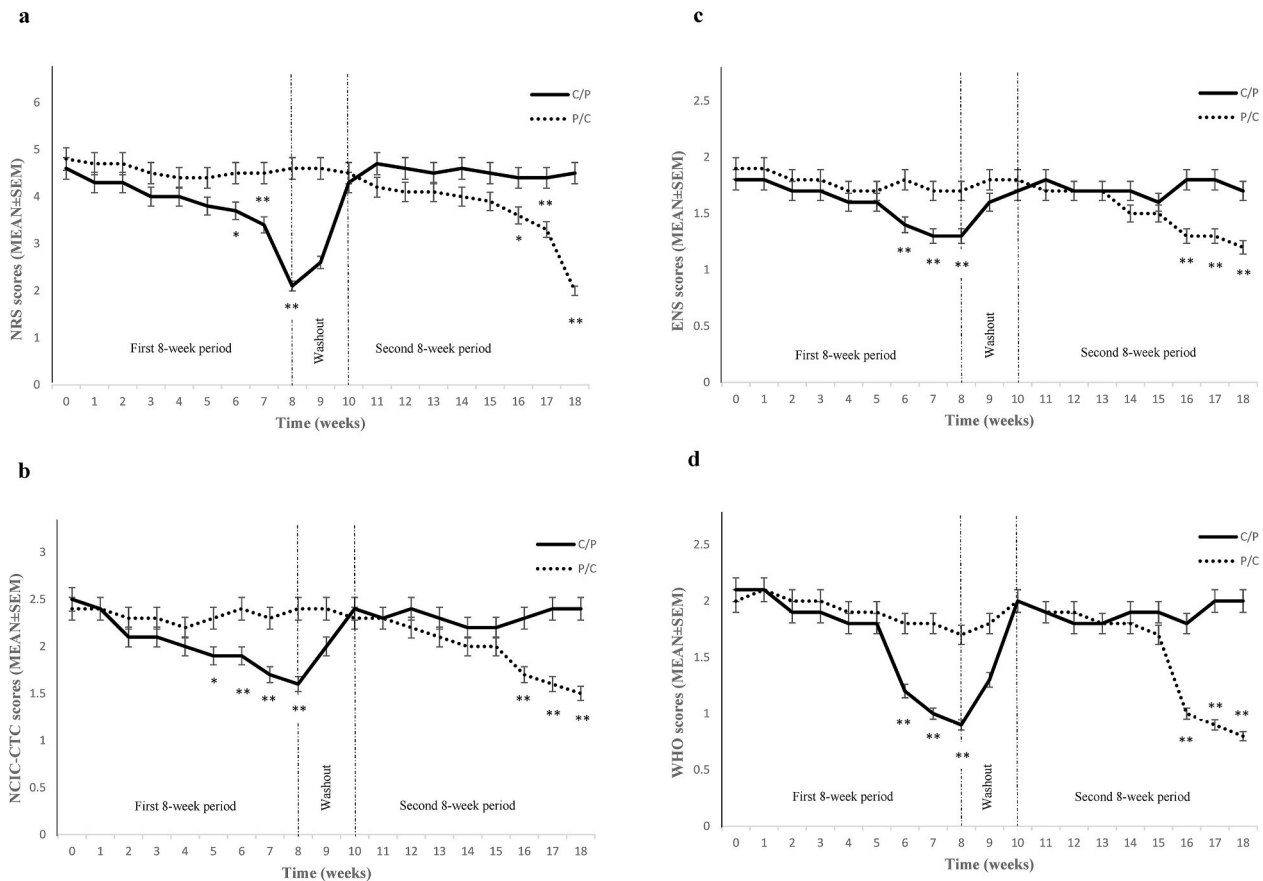 a
NRS scores (MEAN±SEM)
6
5
4
3
2
1
0
C/P
P/C
**
**
*
*
**
**
First 8-week period
Washout
Second 8-week period
0 1 2 3 4 5 6 7 8 9 10 11 12 13 14 15 16 17 18
Time (weeks)
c
ENS scores (MEAN±SEM)
2.5
2
1.5
1
0.5
0
C/P
P/C
** ** ** ** ** **
First 8-week period
Washout
Second 8-week period
0 1 2 3 4 5 6 7 8 9 10 11 12 13 14 15 16 17 18
Time (weeks)
b
NCIC-CTC scores (MEAN±SEM)
3
2.5
2
1.5
1
0.5
0
C/P
P/C
* ** ** ** ** ** **
First 8-week period
Washout
Second 8-week period
0 1 2 3 4 5 6 7 8 9 10 11 12 13 14 15 16 17 18
Time (weeks)
d
WHO scores (MEAN±SEM)
2.5
2
1.5
1
0.5
0
C/P
P/C
** ** ** ** ** **
First 8-week period
Washout
Second 8-week period
0 1 2 3 4 5 6 7 8 9 10 11 12 13 14 15 16 17 18
Time (weeks)